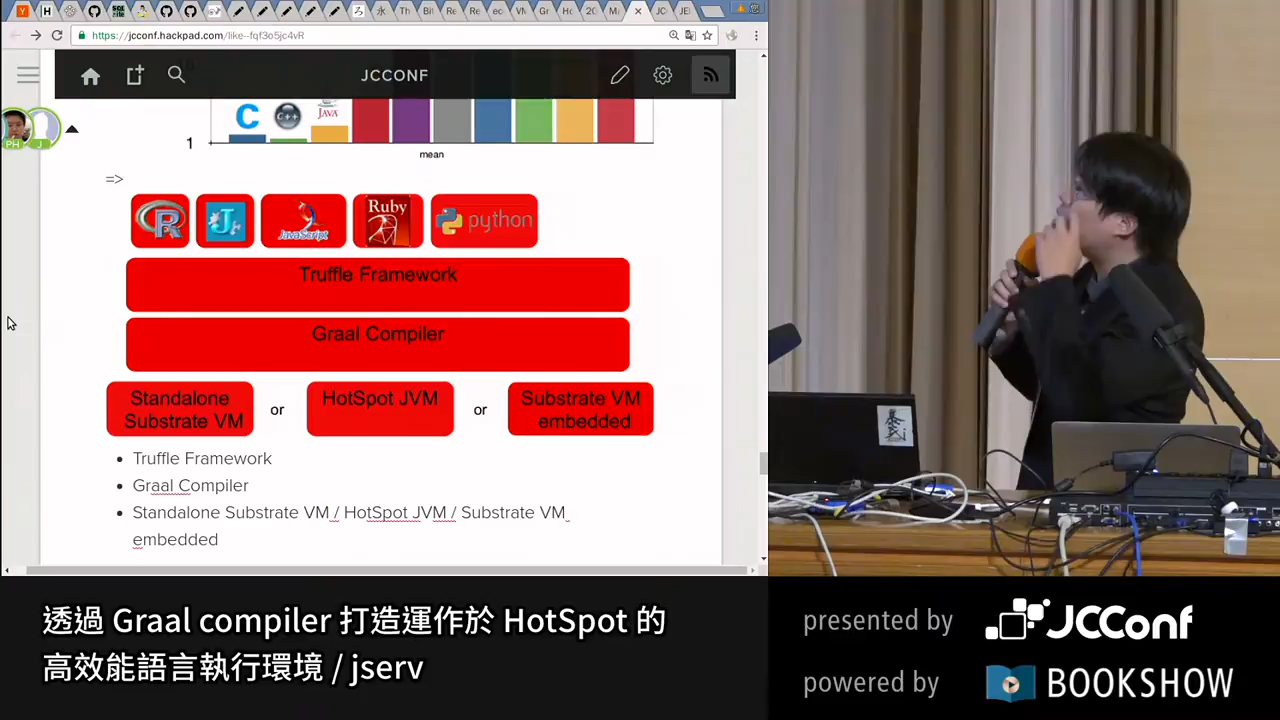 https://jcconf.hackpad.com/like--fqf3o5jc4vR
JCCONF
C
C++
JAVA
1
mean
PH
J
=>
R
J
JavaScript
Ruby
python
Truffle Framework
Graal Compiler
Standalone
Substrate VM
or
HotSpot JVM
or
Substrate VM
embedded
Truffle Framework
Graal Compiler
Standalone Substrate VM / HotSpot JVM / Substrate VM
embedded
透過 Graal compiler 打造運作於 HotSpot 的
高效能語言執行環境 / jserv
presented by
JCConf
powered by
BOOKSHOW